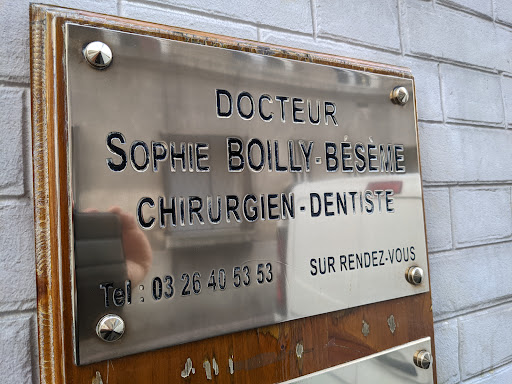 DOCTEUR
SOPHIE BOILLY-BÉSÈME
CHIRURGIEN-DENTISTE
Tel : 03 26 40 53 53 SUR RENDEZ-VOUS